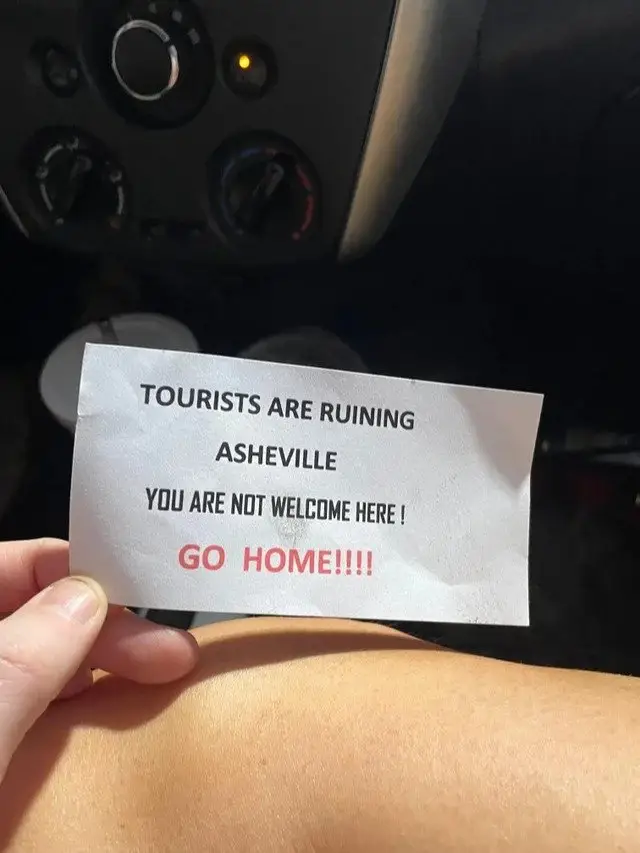 TOURISTS ARE RUINING
ASHEVILLE
YOU ARE NOT WELCOME HERE !
GO HOME!!!!